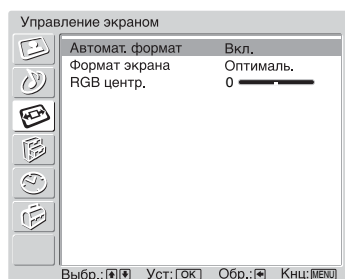 Управление экраном
Автомат. формат Вкл.
Формат экрана Оптималь.
RGB центр. 0
Выбр.: Уст: OK Обр.: Кнц: MENU